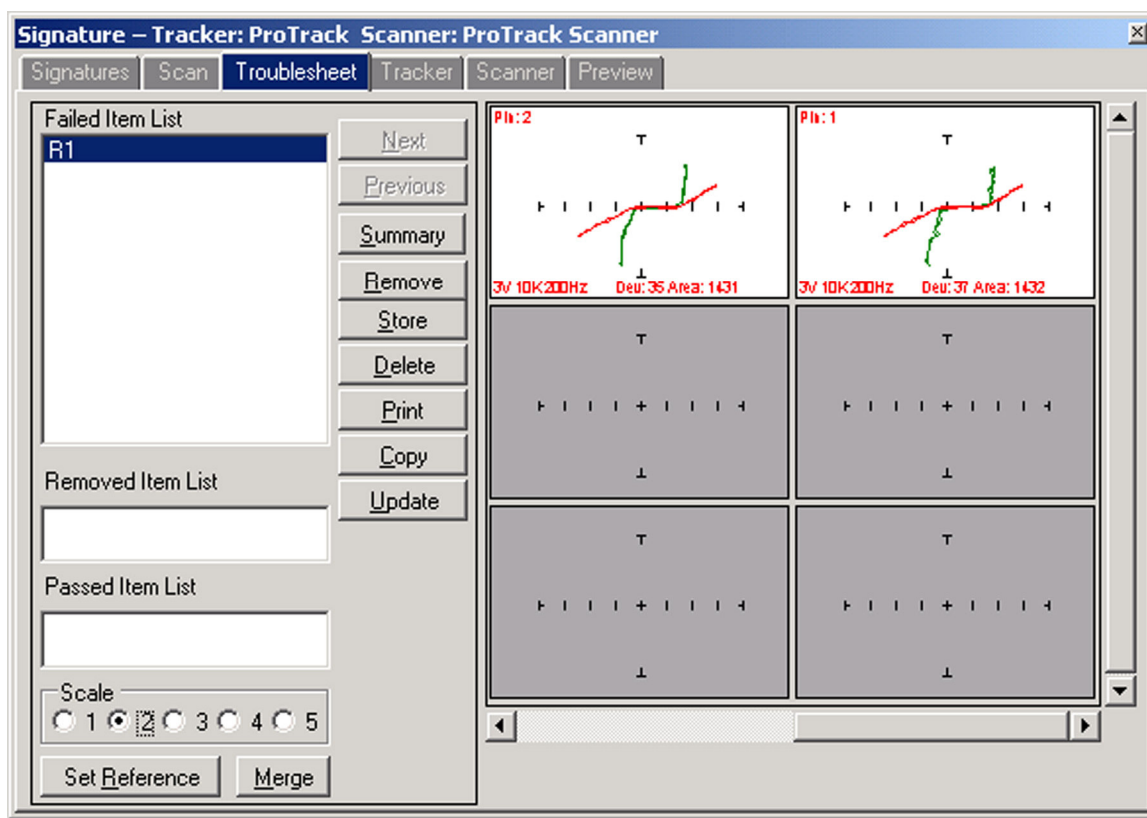 Signature – Tracker: ProTrack Scanner: ProTrack Scanner
Signatures Scan Troublesheet Tracker Scanner Preview
Failed Item List
R1
Next
Previous
Summary
Remove
Store
Delete
Print
Copy
Update
Removed Item List
Passed Item List
Scale
1 2 3 4 5
Set Reference Merge
Pin: 2
3V 10K 200Hz Dev: 35 Area: 1431
Pin: 1
3V 10K 200Hz Dev: 37 Area: 1432